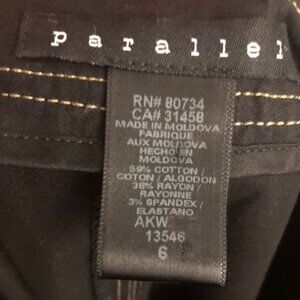 parallel
RN# 80734
CA# 31458
MADE IN MOLDOVA
FABRIQUE
AUX MOLDOVA
HECHO EN
MOLDOVA
59% COTTON /
COTON / ALGODON
38% RAYON /
RAYONNE
3% SPANDEX /
ELASTANO
AKW
13546
6